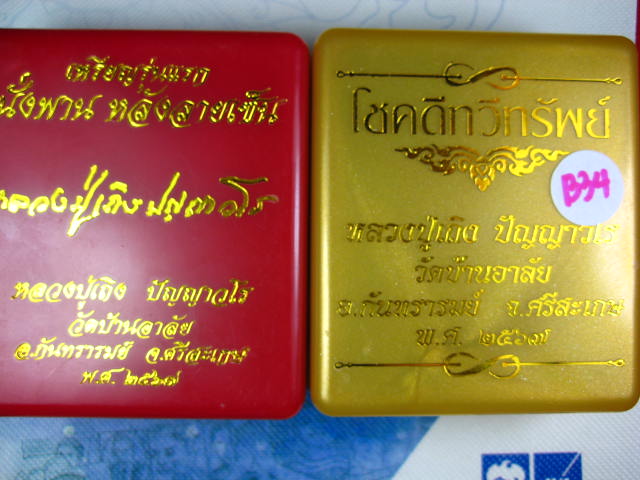 เหรียญรุ่นแรก
นั่งพาน หลังลายเซ็น
หลวงปู่เถิง ปญฺญาวโร
หลวงปู่เถิง ปัญญาวโร
วัดบ้านอาลัย
อ.กันทรารมย์ จ.ศรีสะเกษ
พ.ศ. ๒๕๖๗
โชคดีทวีทรัพย์
B34
หลวงปู่เถิง ปัญญาวโร
วัดบ้านอาลัย
อ.กันทรารมย์ จ.ศรีสะเกษ
พ.ศ. ๒๕๖๗